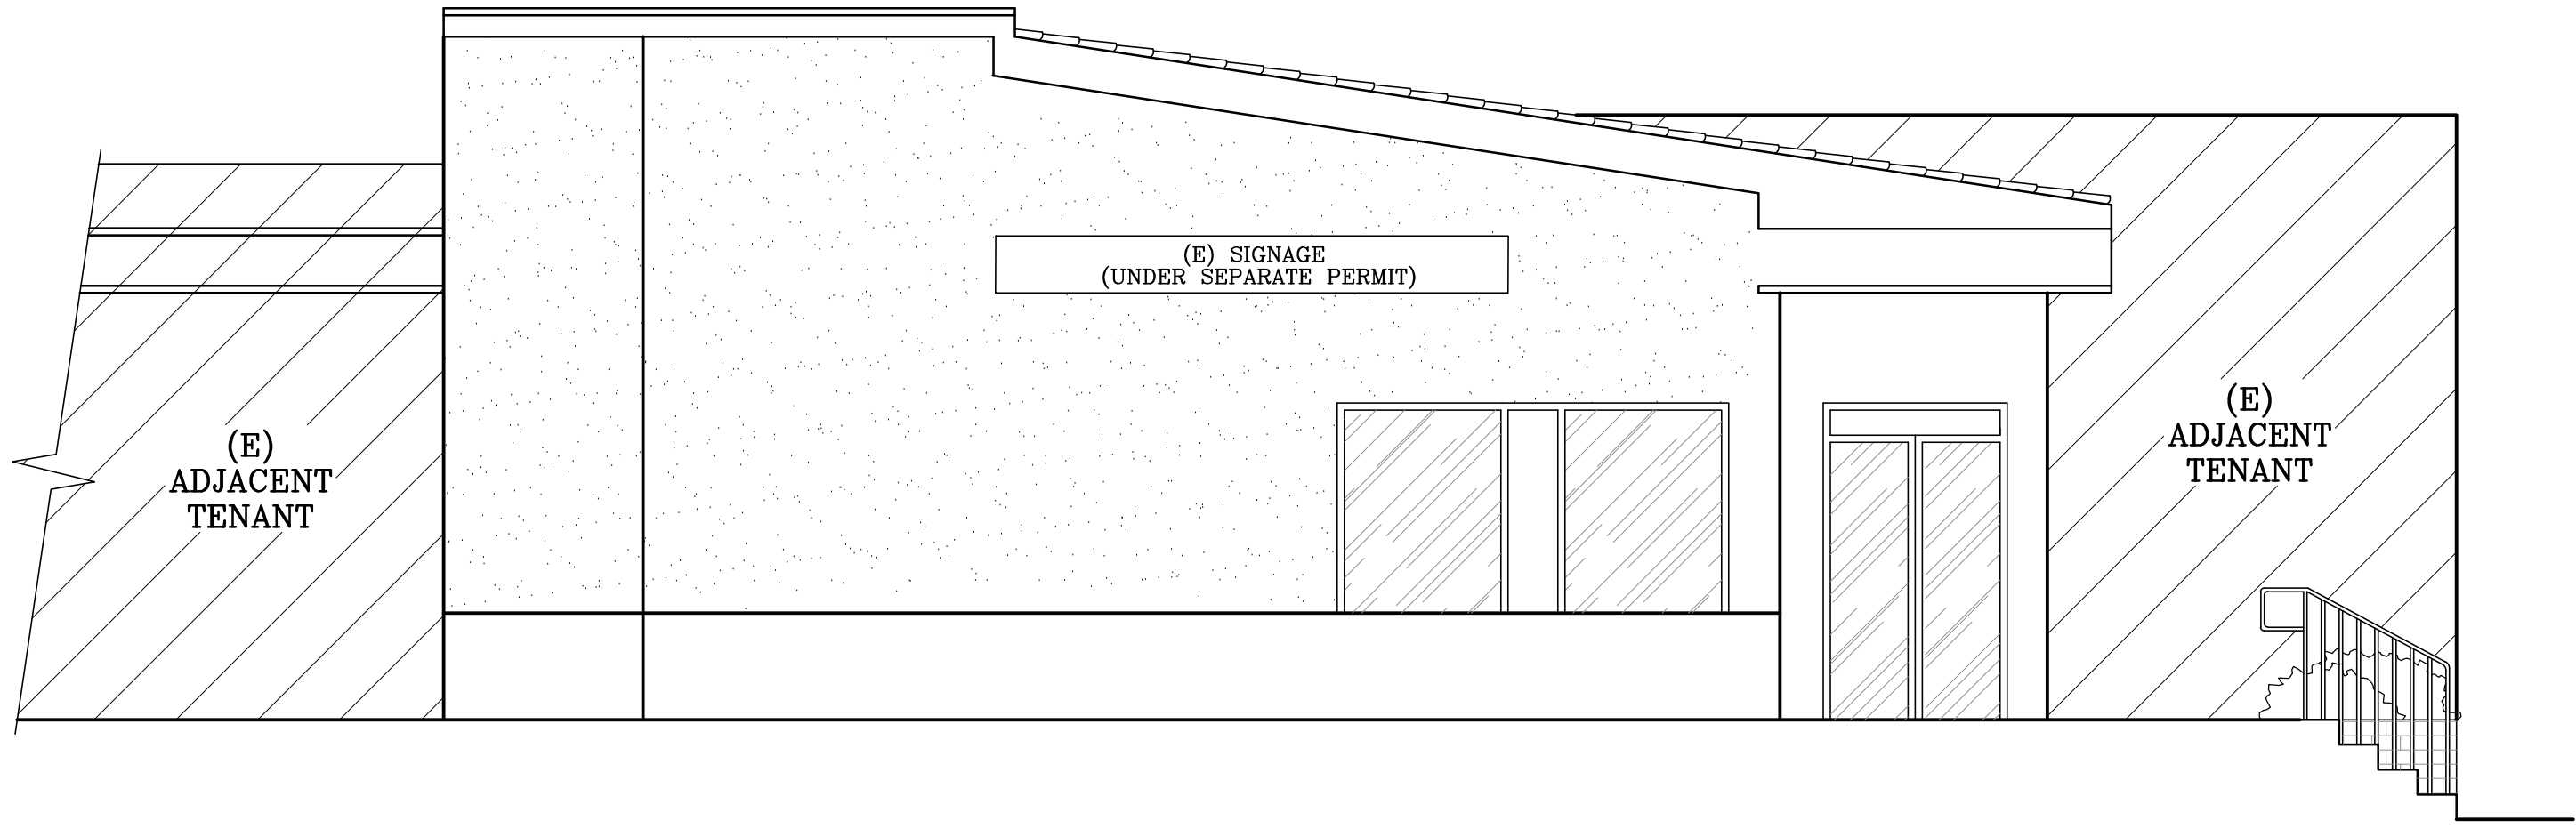 (E) SIGNAGE
(UNDER SEPARATE PERMIT)
(E)
ADJACENT
TENANT
(E)
ADJACENT
TENANT